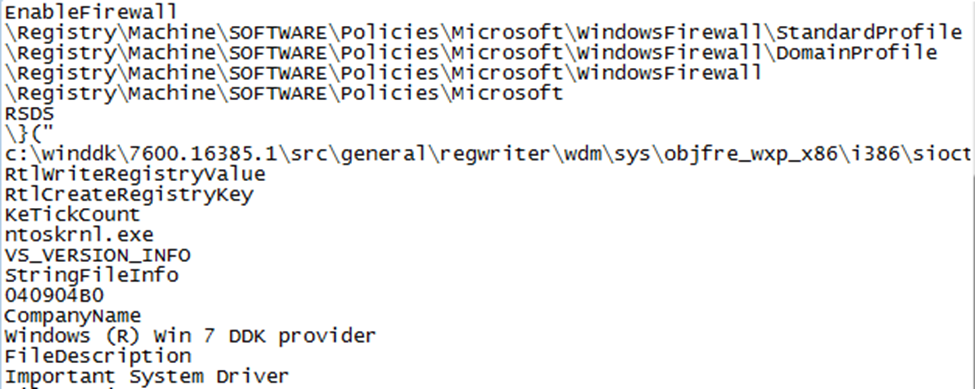 EnableFirewall
\Registry\Machine\SOFTWARE\Policies\Microsoft\WindowsFirewall\StandardProfile
\Registry\Machine\SOFTWARE\Policies\Microsoft\WindowsFirewall\DomainProfile
\Registry\Machine\SOFTWARE\Policies\Microsoft\WindowsFirewall
\Registry\Machine\SOFTWARE\Policies\Microsoft
RSDS
\}("
c:\winddk\7600.16385.1\src\general\regwriter\wdm\sys\objfre_wxp_x86\i386\sioct
RtlWriteRegistryValue
RtlCreateRegistryKey
KeTickCount
ntoskrnl.exe
VS_VERSION_INFO
StringFileInfo
040904B0
CompanyName
Windows (R) Win 7 DDK provider
FileDescription
Important System Driver